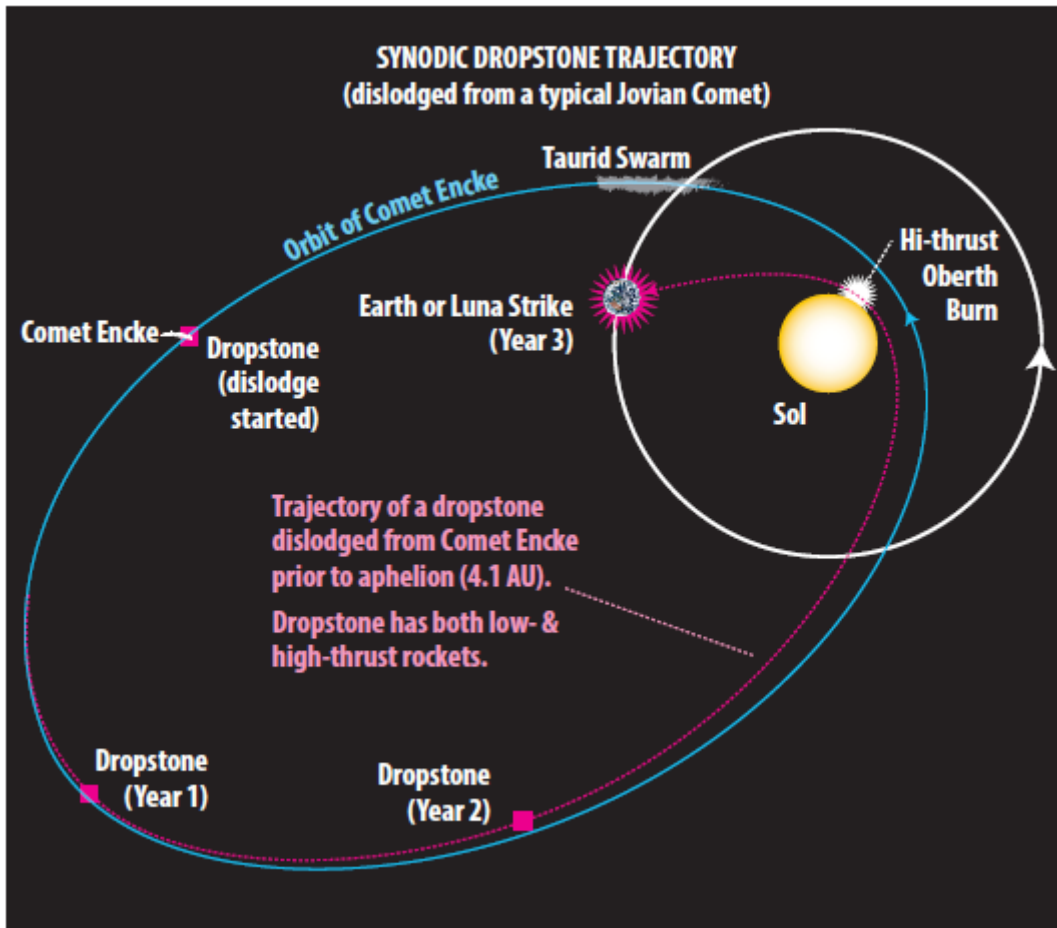 SYNODIC DROPSTONE TRAJECTORY
(dislodged from a typical Jovian Comet)
Taurid Swarm
Orbit of Comet Encke
Hi-thrust
Oberth
Burn
Earth or Luna Strike
(Year 3)
Comet Encke
Dropstone
(dislodge
started)
Sol
Trajectory of a dropstone
dislodged from Comet Encke
prior to aphelion (4.1 AU).
Dropstone has both low- &
high-thrust rockets.
Dropstone
(Year 1)
Dropstone
(Year 2)